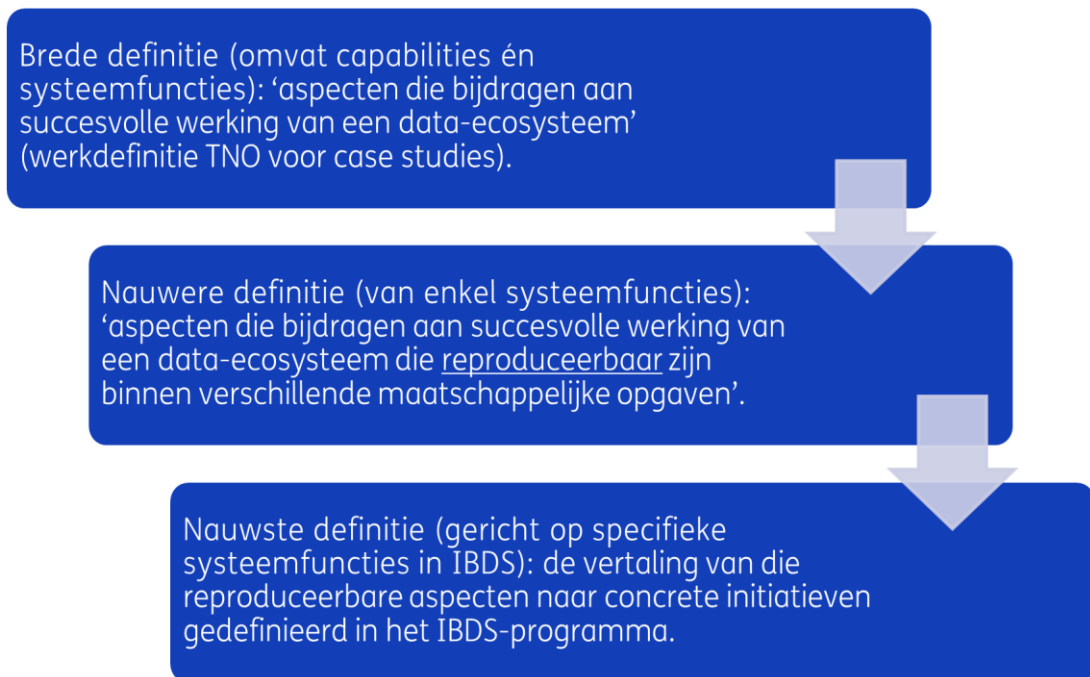 Brede definitie (omvat capabilities én
systeemfuncties): ‘aspecten die bijdragen aan
succesvolle werking van een data-ecosysteem’
(werkdefinitie TNO voor case studies).
Nauwere definitie (van enkel systeemfuncties):
‘aspecten die bijdragen aan succesvolle werking van
een data-ecosysteem die reproduceerbaar zijn
binnen verschillende maatschappelijke opgaven’.
Nauwste definitie (gericht op specifieke
systeemfuncties in IBDS): de vertaling van die
reproduceerbare aspecten naar concrete initiatieven
gedefinieerd in het IBDS-programma.